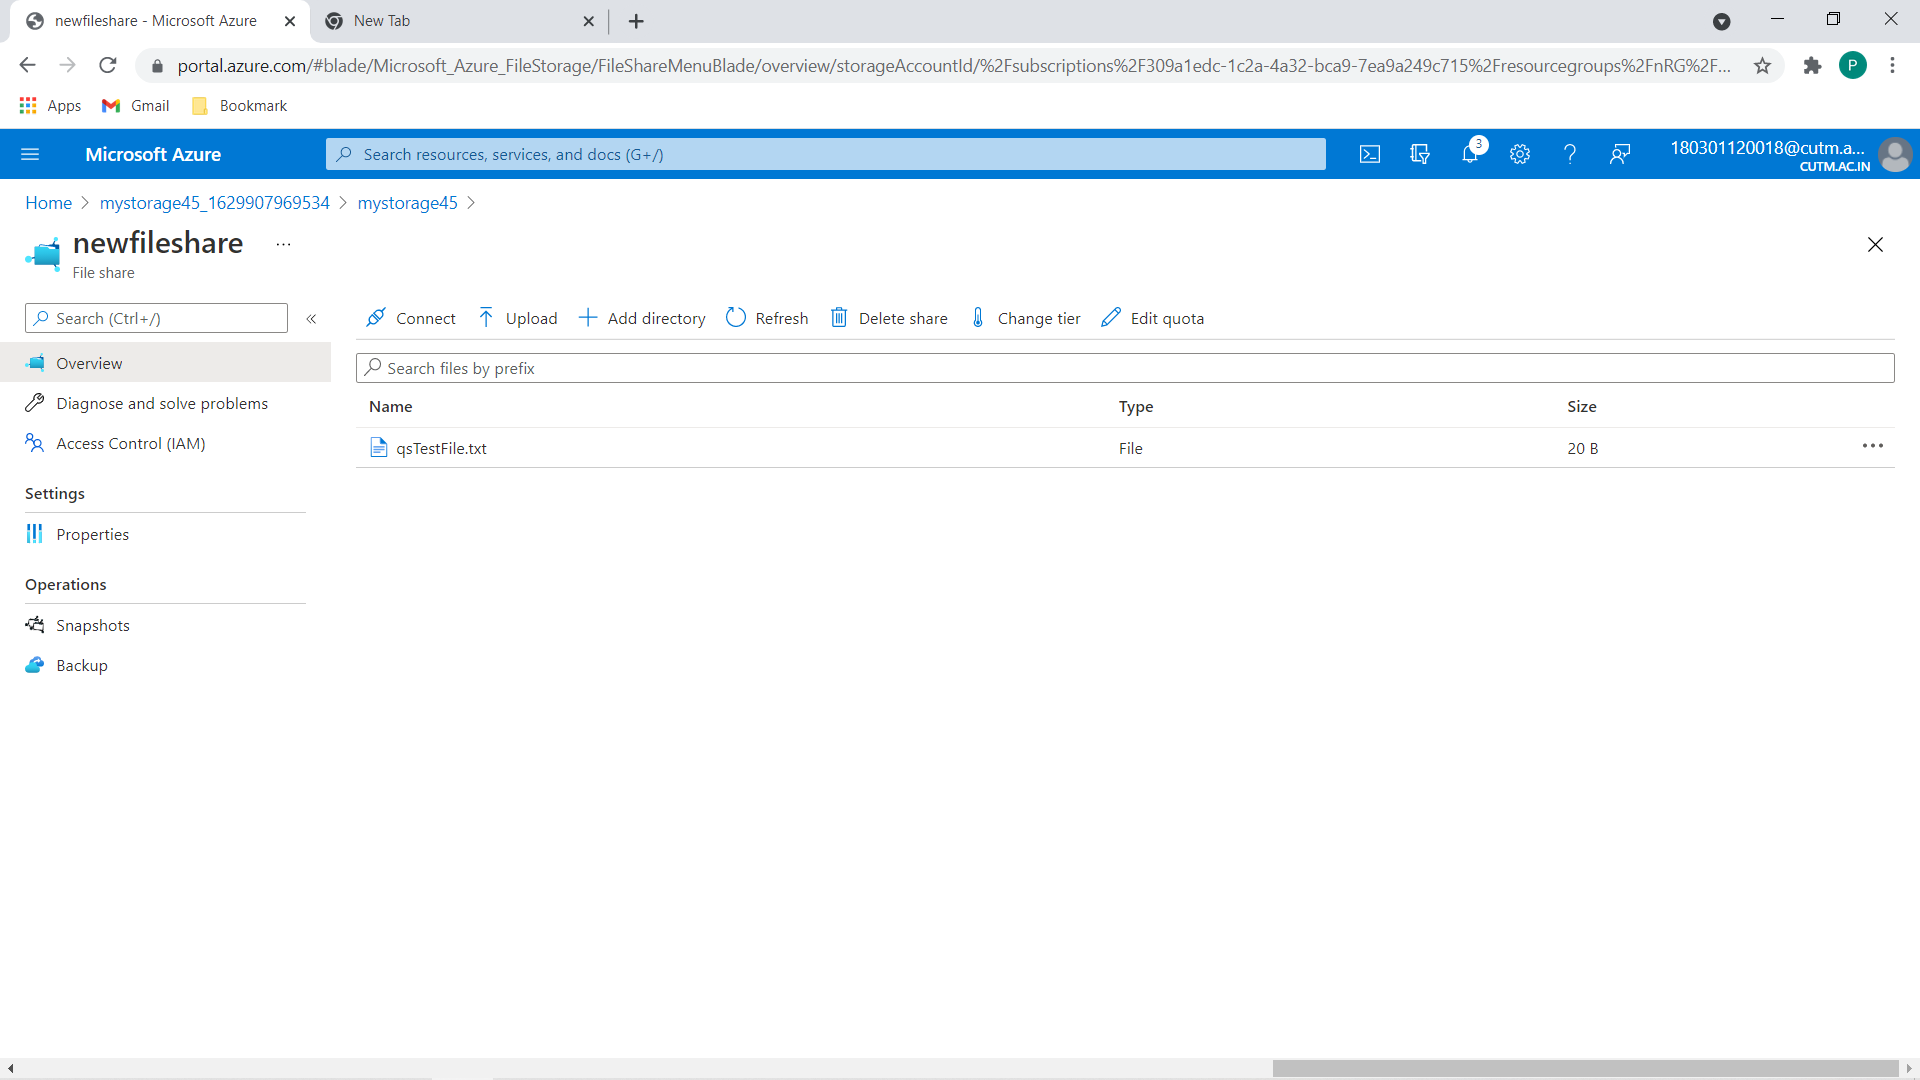 newfileshare - Microsoft Azure
New Tab
portal.azure.com/#blade/Microsoft_Azure_FileStorage/FileShareMenuBlade/overview/storageAccountId/%2Fsubscriptions%2F309a1edc-1c2a-4a32-bca9-7ea9a249c715%2Fresourcegroups%2FnRG%2F...
P
Apps
Gmail
Bookmark
Microsoft Azure
Search resources, services, and docs (G+/)
3
180301120018@cutm.a...
CUTM.AC.IN
Home > mystorage45_1629907969534 > mystorage45 >
newfileshare ...
File share
Search (Ctrl+/)
«
Connect
Upload
Add directory
Refresh
Delete share
Change tier
Edit quota
Overview
Search files by prefix
Diagnose and solve problems
Name Type Size
Access Control (IAM)
qsTestFile.txt File 20 B
Settings
Properties
Operations
Snapshots
Backup